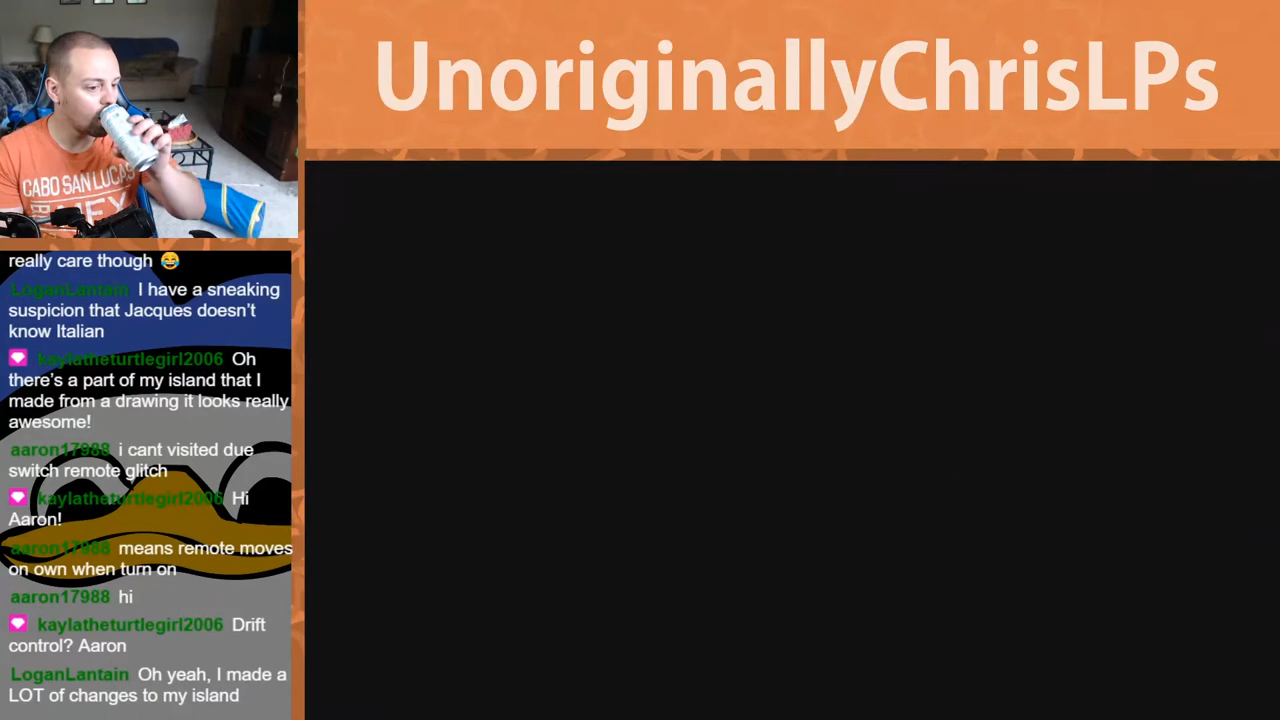 UnoriginallyChrisLPs
CABO SAN LUCAS
really care though 😂
LoganLantain I have a sneaking
suspicion that Jacques doesn't
know Italian
kaylatheturtlegirl2006 Oh
there's a part of my island that I
made from a drawing it looks really
awesome!
aaron17988 i cant visited due
switch remote glitch
kaylatheturtlegirl2006 Hi
Aaron!
aaron17988 means remote moves
on own when turn on
aaron17988 hi
kaylatheturtlegirl2006 Drift
control? Aaron
LoganLantain Oh yeah, I made a
LOT of changes to my island